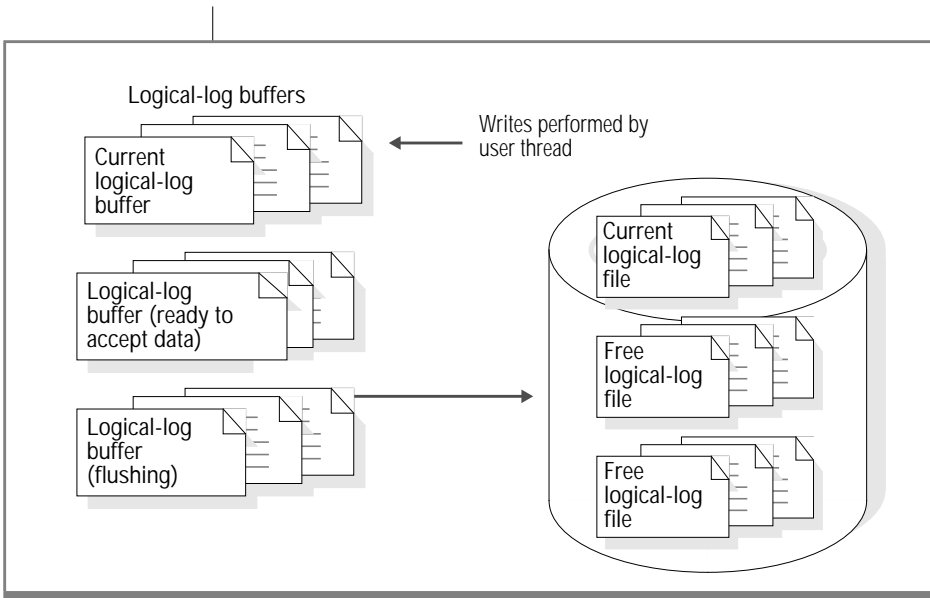 Logical-log buffers
Current
logical-log
buffer
Writes performed by
user thread
Logical-log
buffer (ready to
accept data)
Logical-log
buffer
(flushing)
Current
logical-log
file
Free
logical-log
file
Free
logical-log
file